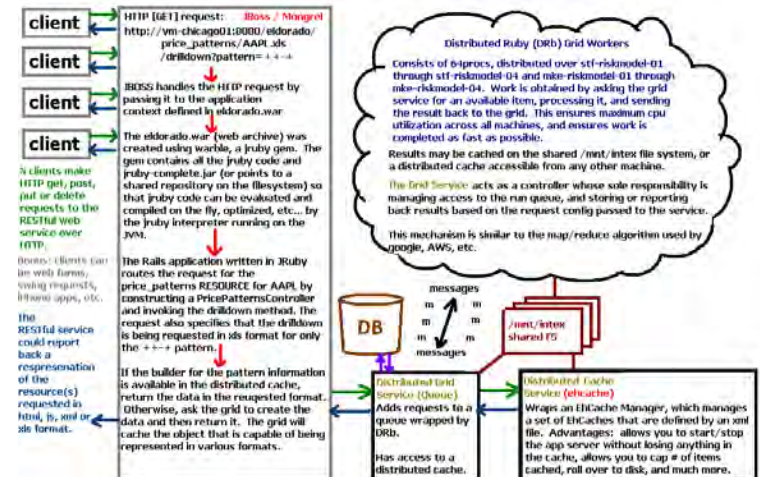 client
client
client
client
N clients make
HTTP get, post,
put or delete
requests to the
RESTful web
service over
HTTP.
Bonus: clients can
be web forms,
swing requests,
iphone apps, etc.
The
RESTful service
could report
back a
respresenation
of the
resource(s)
requested in
html, js, xml or
xls format.
HTTP [GET] request: JBoss / Mongrel
http://vm-chicago01:8000/eldorado/
price_patterns/AAPL.xls
/drilldown?pattern=++-+
JBOSS handles the HTTP request by
passing it to the application
context defined in eldorado.war
The eldorado.war (web archive) was
created using warble, a jruby gem. The
gem contains all the jruby code and
jruby-complete.jar (or points to a
shared repository on the filesystem) so
that jruby code can be evaluated and
compiled on the fly, optimized, etc... by
the jruby interpreter running on the
JVM.
The Rails application written in JRuby
routes the request for the
price_patterns RESOURCE for AAPL by
constructing a PricePatternsController
and invoking the drilldown method. The
request also specifies that the drilldown
is being requested in xls format for only
the ++-+ pattern.
If the builder for the pattern information
is available in the distributed cache,
return the data in the reuqested format.
Otherwise, ask the grid to create the
data and then return it. The grid will
cache the object that is capable of being
represented in various formats.
Distributed Ruby (DRb) Grid Workers
Consists of 64procs, distributed over stf-riskmodel-01
through stf-riskmodel-04 and mke-riskmodel-01 through
mke-riskmodel-04. Work is obtained by asking the grid
service for an available item, processing it, and sending
the result back to the grid. This ensures maximum cpu
utilization across all machines, and ensures work is
completed as fast as possible.
Results may be cached on the shared /mnt/intex file system, or
a distributed cache accessible from any other machine.
The Grid Service acts as a controller whose sole responsibility is
managing access to the run queue, and storing or reporting
back results based on the request config passed to the service.
This mechanism is similar to the map/reduce algorithm used by
google, AWS, etc.
DB
messages
m m
m m
m m
messages
/mnt/intex
shared FS
Distributed Grid
Service (Queue)
Adds requests to a
queue wrapped by
DRb.
Has access to a
distributed cache.
Distributed Cache
Service (ehcache)
Wraps an EhCache Manager, which manages
a set of EhCaches that are defined by an xml
file. Advantages: allows you to start/stop
the app server without losing anything in
the cache, allows you to cap # of items
cached, roll over to disk, and much more.